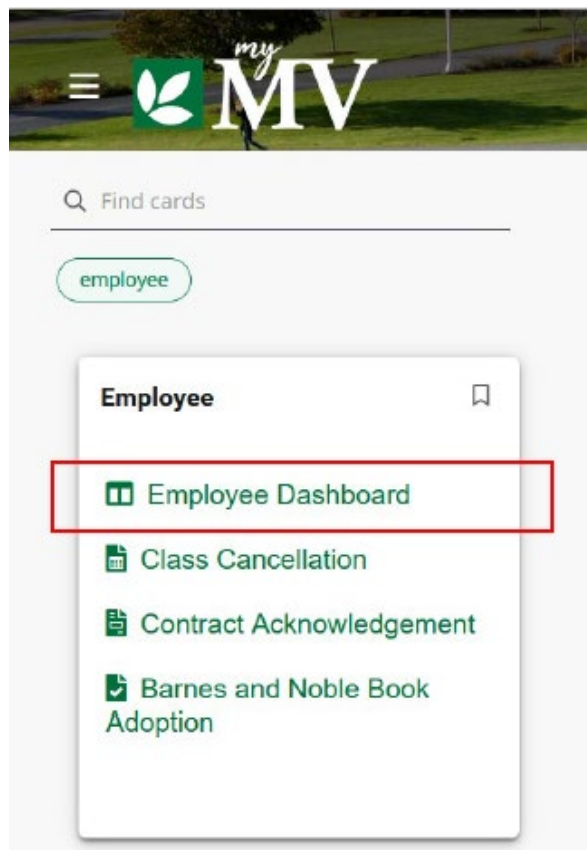 my
MV
Find cards
employee
Employee
Employee Dashboard
Class Cancellation
Contract Acknowledgement
Barnes and Noble Book
Adoption